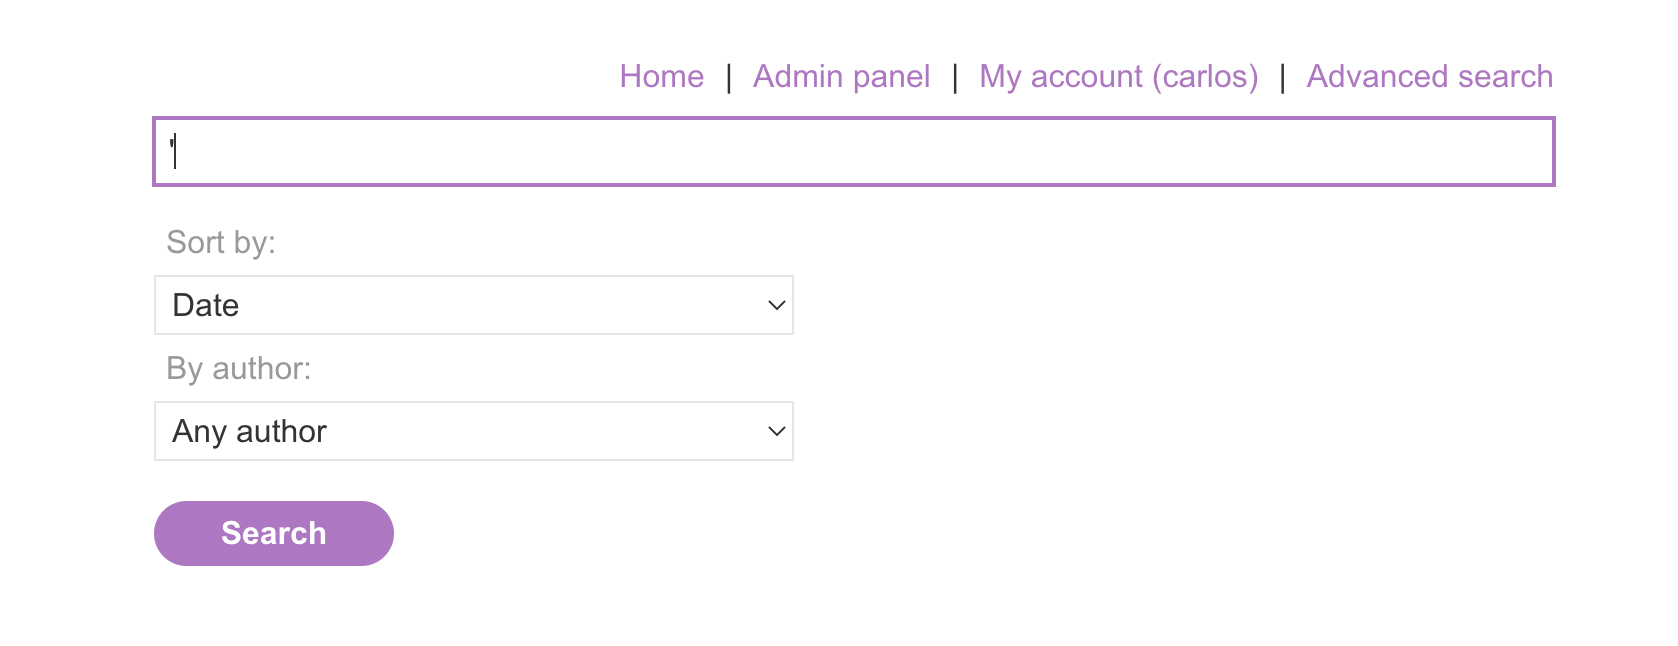 Home | Admin panel | My account (carlos) | Advanced search
'
Sort by:
Date
By author:
Any author
Search